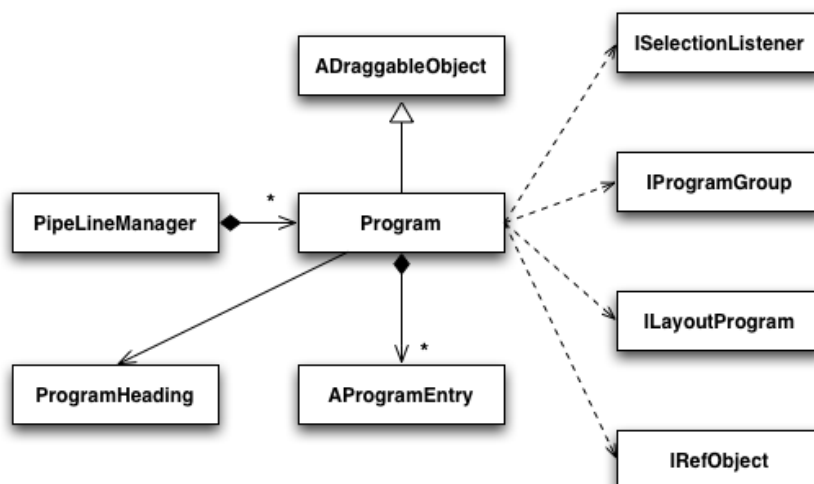 ISelectionListener
ADraggableObject
IProgramGroup
*
PipeLineManager
Program
ILayoutProgram
*
ProgramHeading
AProgramEntry
IRefObject